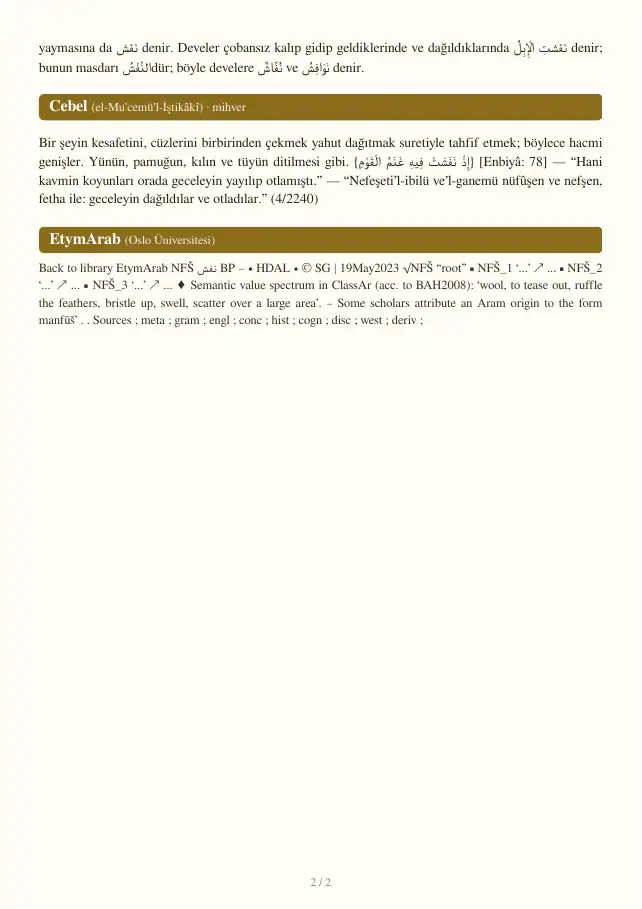 yaymasına da نفش denir. Develer çobansız kalıp gidip geldiklerinde ve dağıldıklarında نَفَشَتِ الْإِبِلُ denir;
bunun masdarı النَّفَشُdür; böyle develere نُفَّاشٌ ve نَوَافِشُ denir.
Cebel (el-Mu'cemü'l-İştikâkî) · mihver
Bir şeyin kesafetini, cüzlerini birbirinden çekmek yahut dağıtmak suretiyle tahfif etmek; böylece hacmi
genişler. Yünün, pamuğun, kılın ve tüyün ditilmesi gibi. {إِذْ نَفَشَتْ فِيهِ غَنَمُ الْقَوْمِ} [Enbiyâ: 78] — “Hani
kavmin koyunları orada geceleyin yayılıp otlamıştı.” — “Nefeşeti’l-ibilü ve’l-ganemü nüfûşen ve nefşen,
fetha ile: geceleyin dağıldılar ve otladılar.” (4/2240)
EtymArab (Oslo Üniversitesi)
Back to library EtymArab NFŠ نفش BP – • HDAL • © SG | 19May2023 √NFŠ “root” ▪ NFŠ_1 ‘...’ ↗ ... ▪ NFŠ_2
‘...’ ↗ ... ▪ NFŠ_3 ‘...’ ↗ ... ♦ Semantic value spectrum in ClassAr (acc. to BAH2008): ‘wool, to tease out, ruffle
the feathers, bristle up, swell, scatter over a large area’. – Some scholars attribute an Aram origin to the form
manfūš’ . . Sources ; meta ; gram ; engl ; conc ; hist ; cogn ; disc ; west ; deriv ;
2 / 2